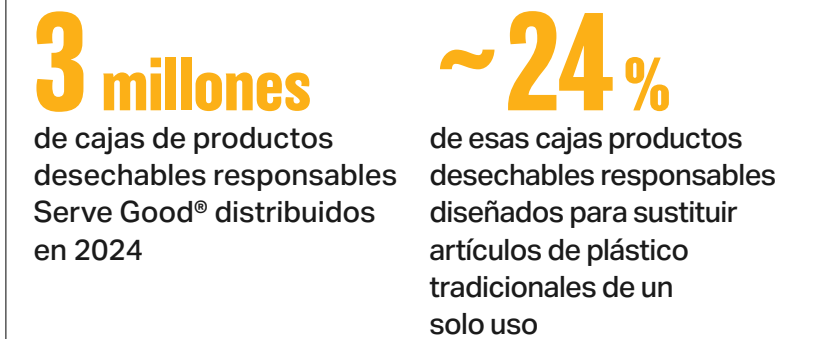 3 millones
de cajas de productos
desechables responsables
Serve Good® distribuidos
en 2024
~24 %
de esas cajas productos
desechables responsables
diseñados para sustituir
artículos de plástico
tradicionales de un
solo uso